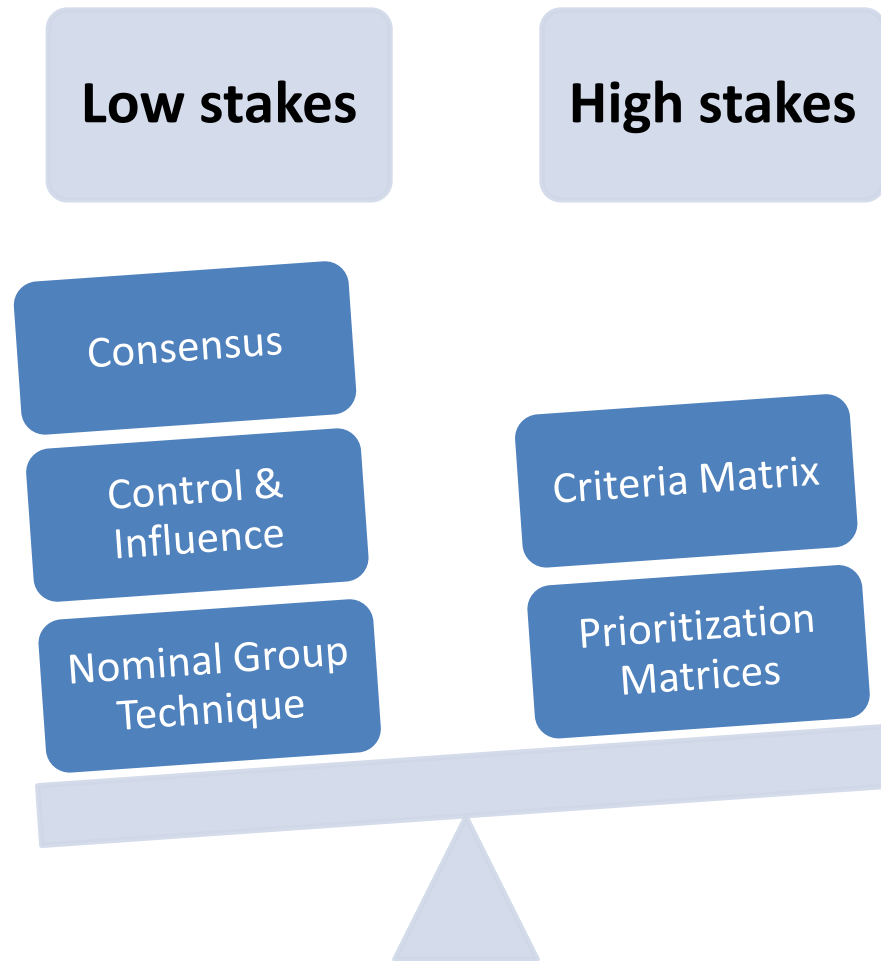 Low stakes
High stakes
Consensus
Control &
Influence
Nominal Group
Technique
Criteria Matrix
Prioritization
Matrices